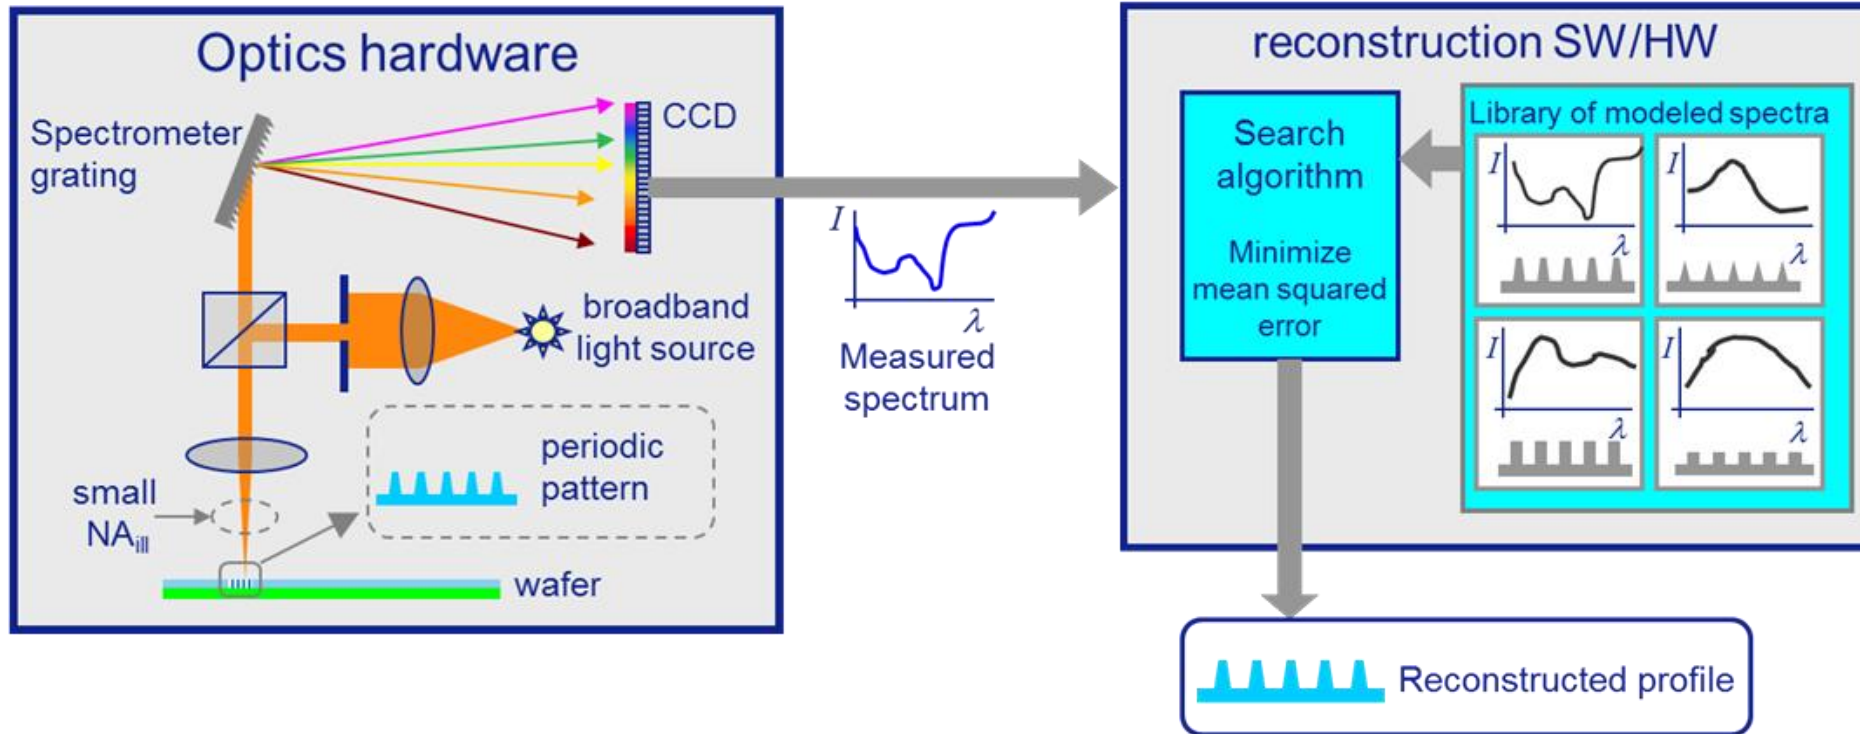 Optics hardware
Spectrometer
grating
CCD
broadband
light source
periodic
pattern
small
NAill
wafer
I
λ
Measured
spectrum
reconstruction SW/HW
Search
algorithm
Minimize
mean squared
error
Library of modeled spectra
I
λ
I
λ
I
λ
I
λ
Reconstructed profile